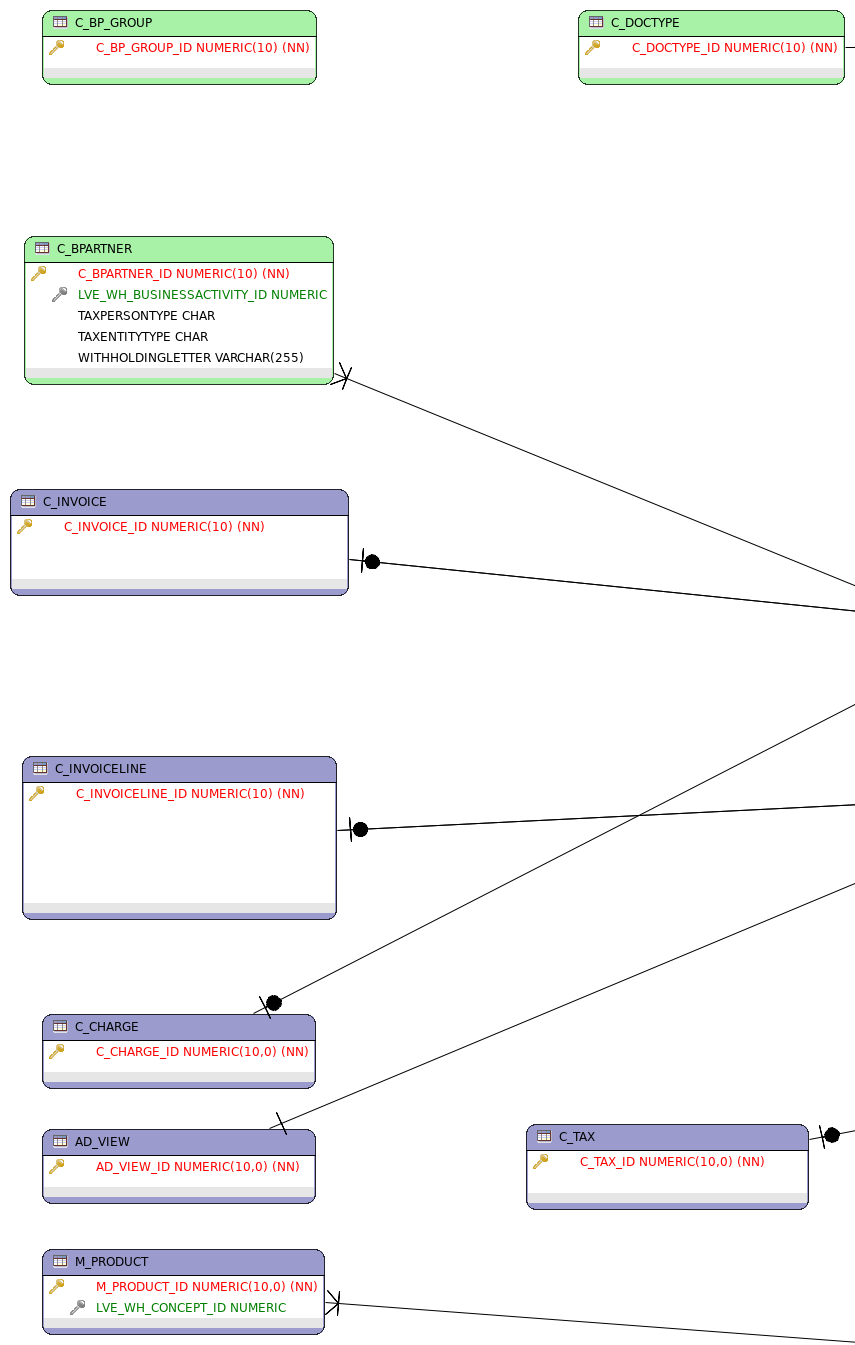 C_BP_GROUP
C_BP_GROUP_ID NUMERIC(10) (NN)
C_DOCTYPE
C_DOCTYPE_ID NUMERIC(10) (NN)
C_BPARTNER
C_BPARTNER_ID NUMERIC(10) (NN)
LVE_WH_BUSINESSACTIVITY_ID NUMERIC
TAXPERSONTYPE CHAR
TAXENTITYTYPE CHAR
WITHHOLDINGLETTER VARCHAR(255)
C_INVOICE
C_INVOICE_ID NUMERIC(10) (NN)
C_INVOICELINE
C_INVOICELINE_ID NUMERIC(10) (NN)
C_CHARGE
C_CHARGE_ID NUMERIC(10,0) (NN)
AD_VIEW
AD_VIEW_ID NUMERIC(10,0) (NN)
C_TAX
C_TAX_ID NUMERIC(10,0) (NN)
M_PRODUCT
M_PRODUCT_ID NUMERIC(10,0) (NN)
LVE_WH_CONCEPT_ID NUMERIC